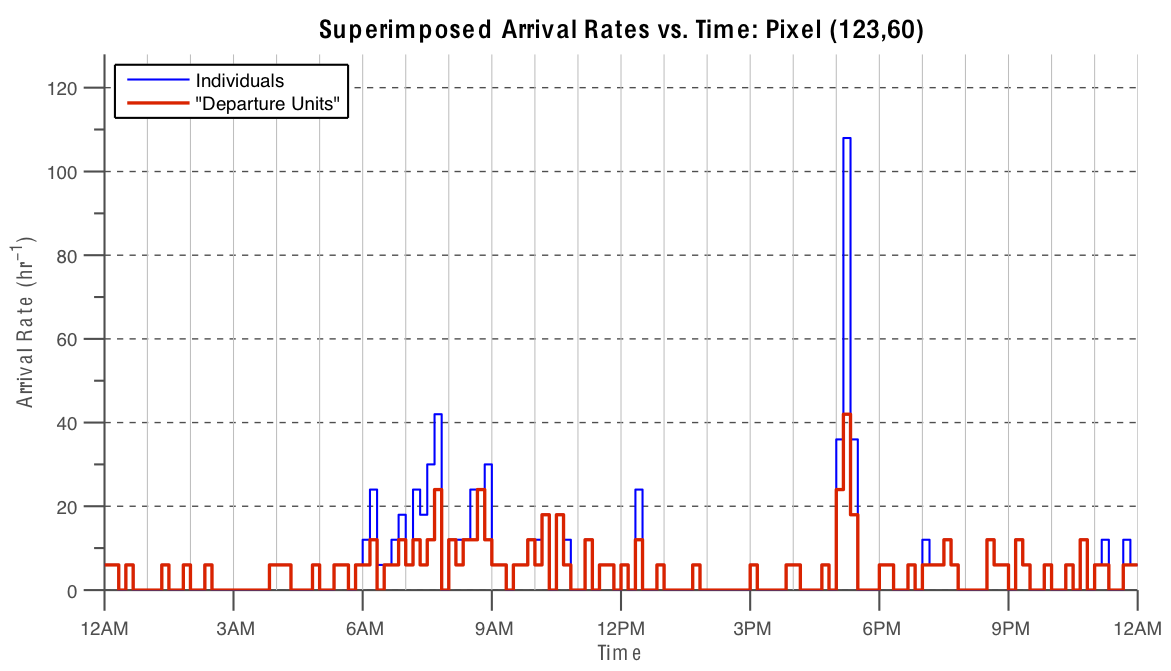 Superimposed Arrival Rates vs. Time: Pixel (123,60)
Individuals
"Departure Units"
120
100
80
60
40
20
0
Arrival Rate (hr⁻¹)
12AM 3AM 6AM 9AM 12PM 3PM 6PM 9PM 12AM
Time